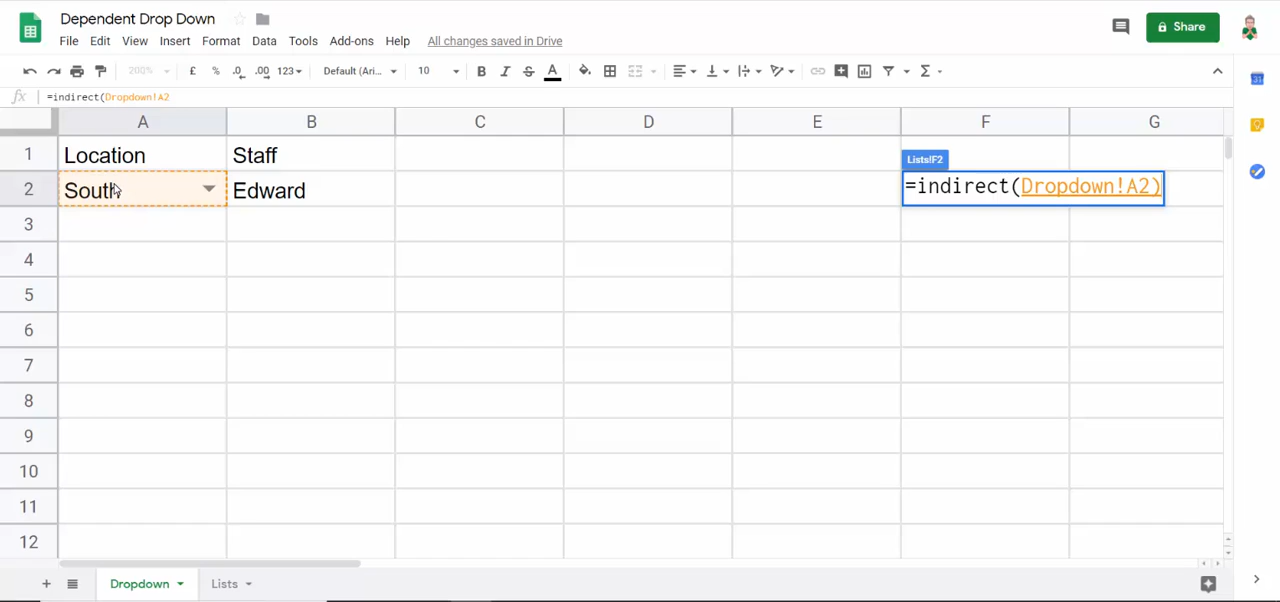 Dependent Drop Down
File Edit View Insert Format Data Tools Add-ons Help All changes saved in Drive
Share
200% £ % .0 .00 123 Default (Ari... 10 B I S A Σ
fx =indirect(Dropdown!A2
A B C D E F G
1 Location Staff
Lists!F2
2 South Edward =indirect(Dropdown!A2)
3
4
5
6
7
8
9
10
11
12
+ Dropdown Lists
31